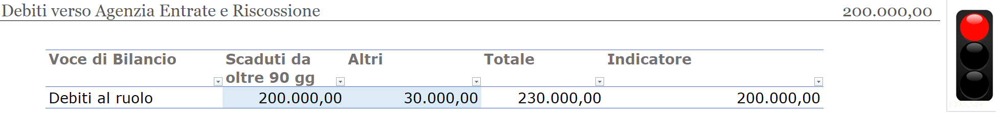 Debiti verso Agenzia Entrate e Riscossione 200.000,00
Voce di Bilancio Scaduti da oltre 90 gg Altri Totale Indicatore
Debiti al ruolo 200.000,00 30.000,00 230.000,00 200.000,00